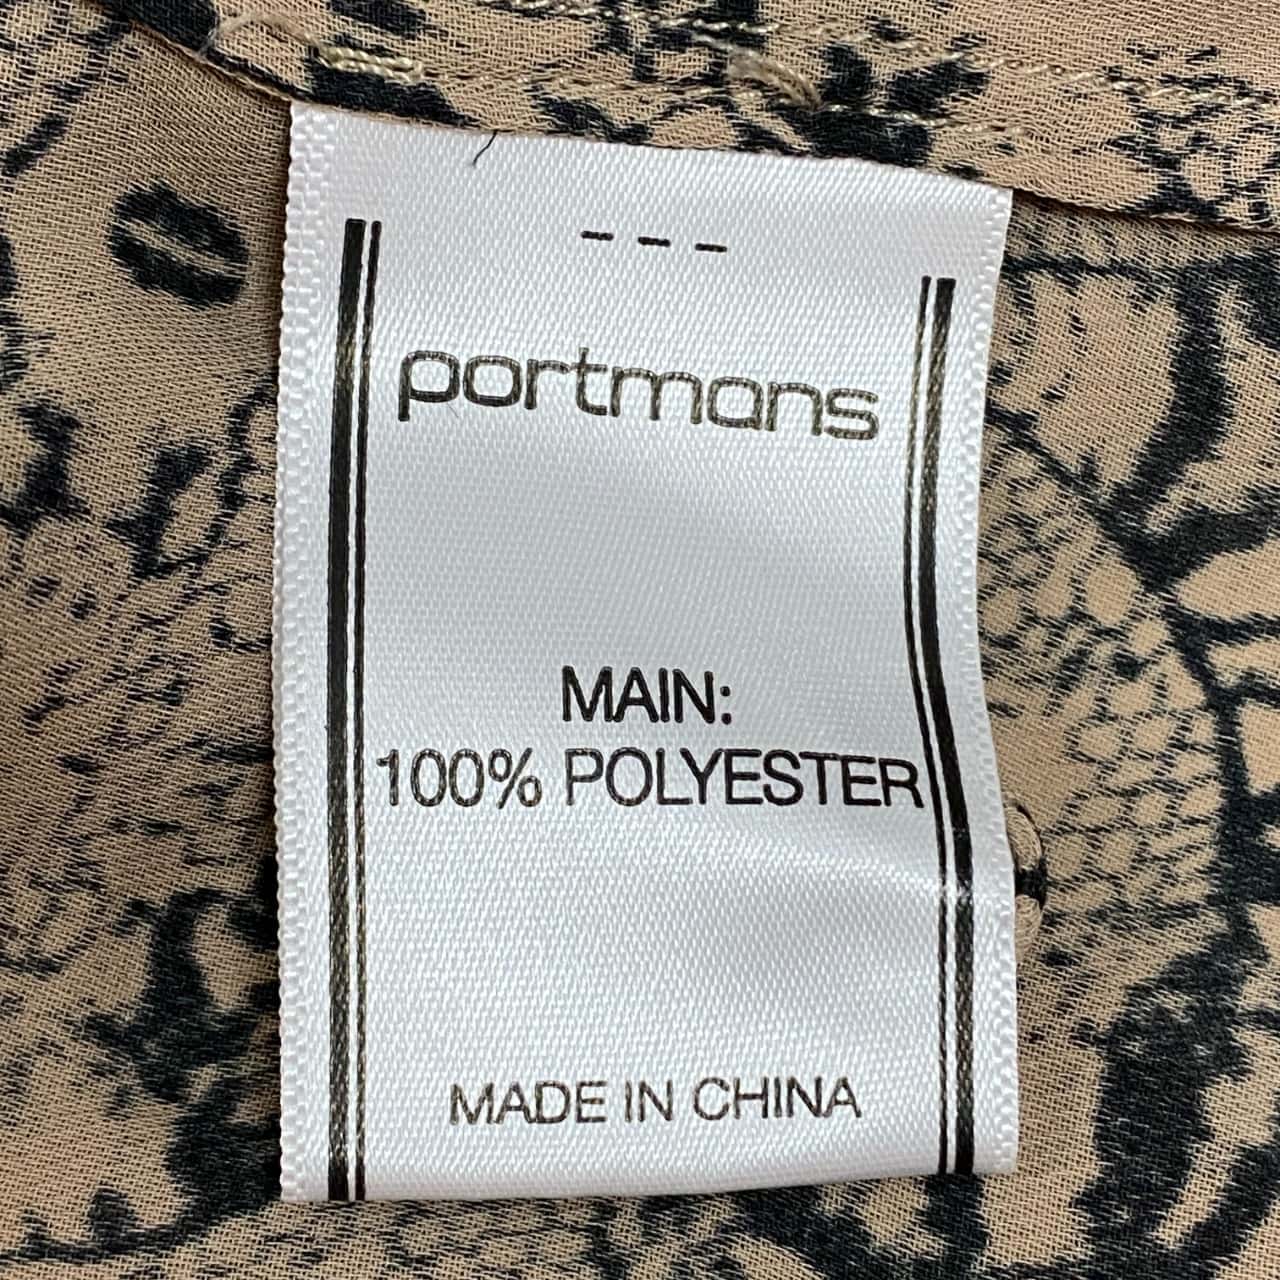 portmans
MAIN:
100% POLYESTER
MADE IN CHINA